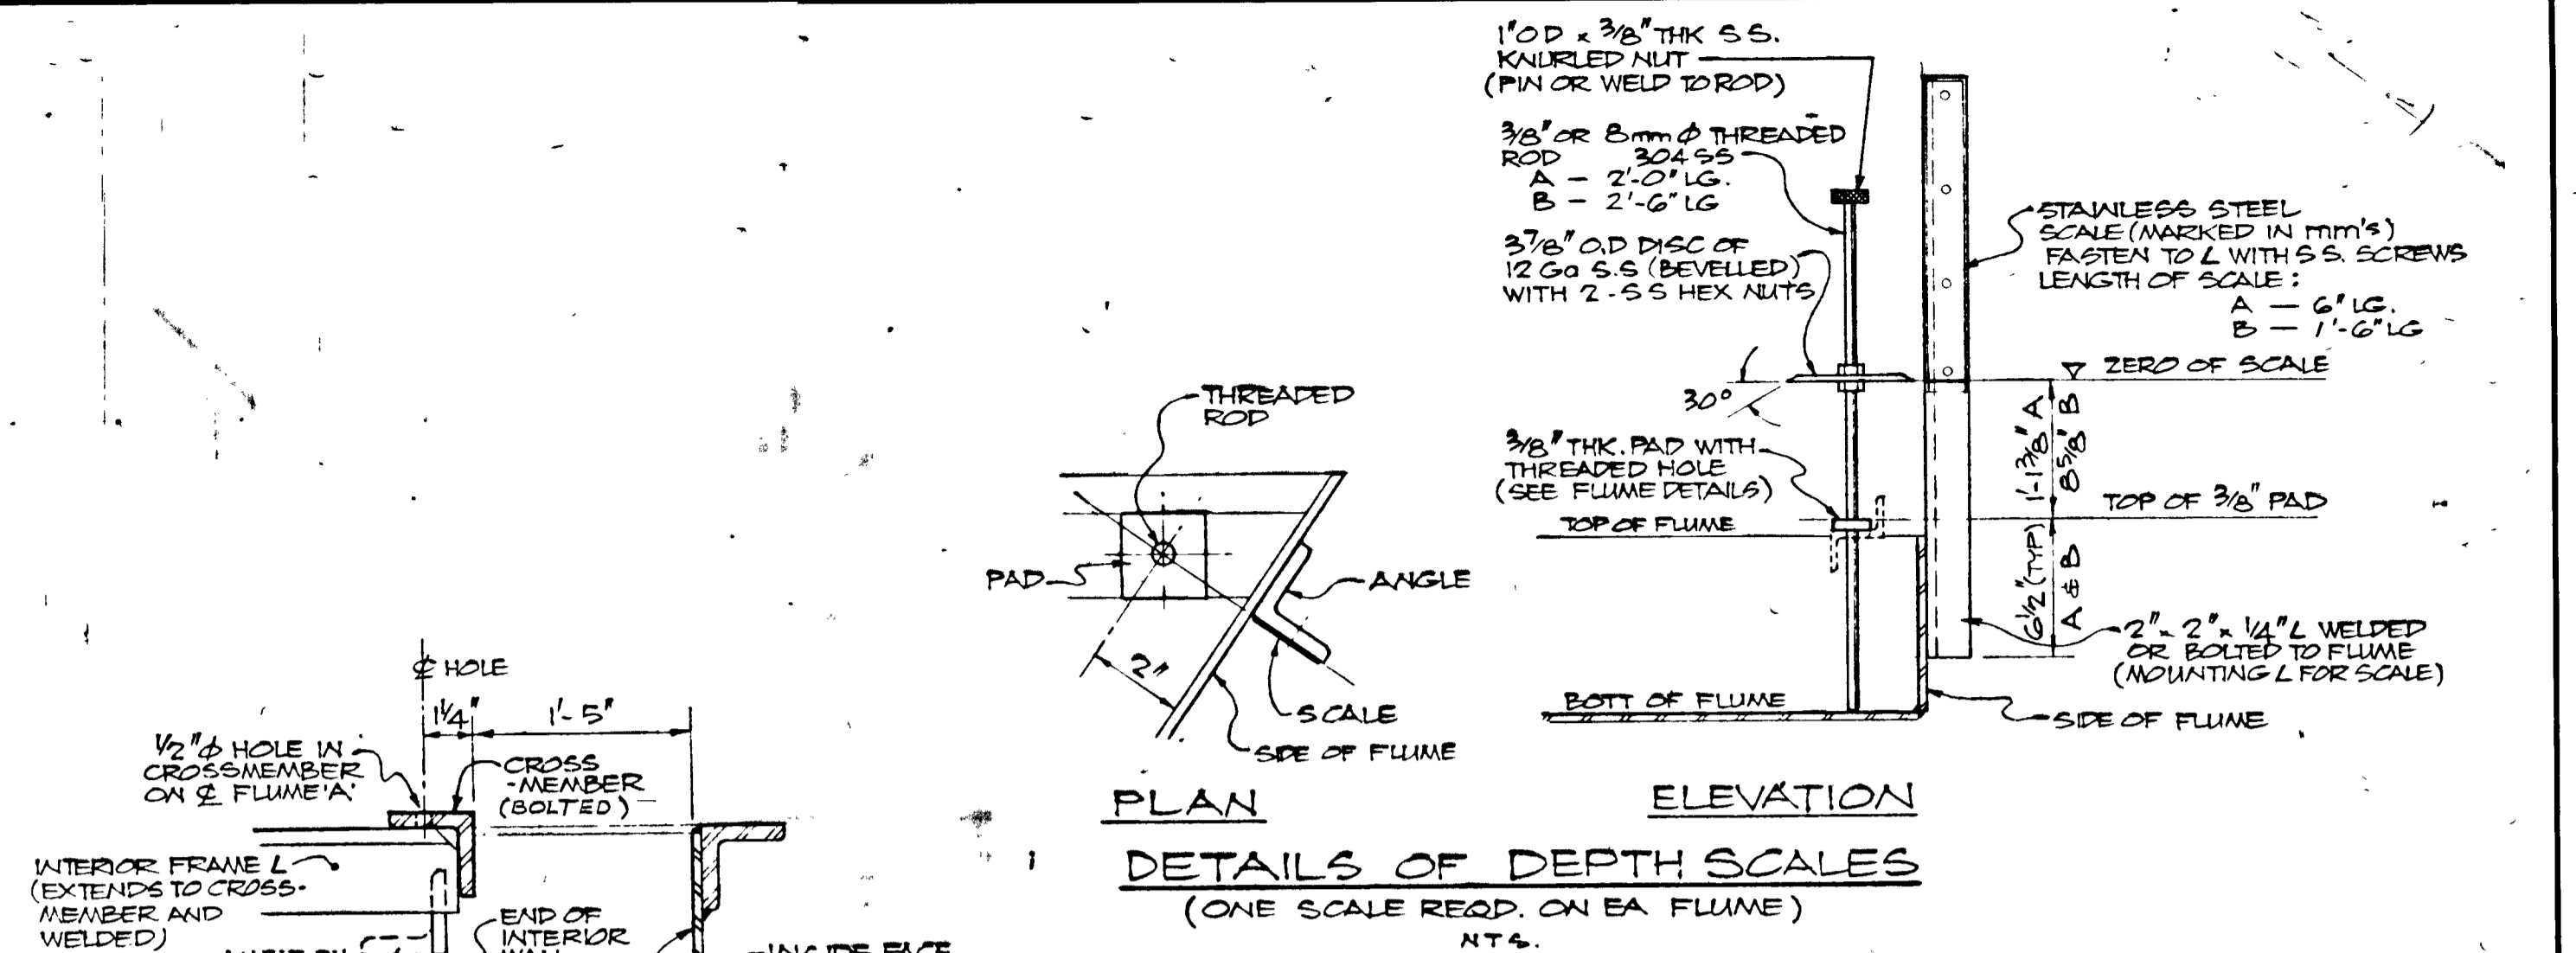 1"OD x 3/8" THK SS.
KNURLED NUT
(PIN OR WELD TO ROD)
3/8" OR 8mm φ THREADED
ROD 304 SS
A - 2'-0" LG.
B - 2'-6" LG
3 7/8" O.D DISC OF
12 Ga S.S (BEVELLED)
WITH 2 - SS HEX NUTS
30°
3/8" THK. PAD WITH
THREADED HOLE
(SEE FLUME DETAILS)
TOP OF FLUME
BOTT OF FLUME
STAINLESS STEEL
SCALE (MARKED IN mm's)
FASTEN TO L WITH SS. SCREWS
LENGTH OF SCALE:
A — 6" LG.
B — 1'-6" LG
ZERO OF SCALE
1'-1 3/8" A
8 5/8" B
TOP OF 3/8" PAD
6 1/2" (TYP)
A & B
2" x 2" x 1/4" L WELDED
OR BOLTED TO FLUME
(MOUNTING L FOR SCALE)
SIDE OF FLUME
ELEVATION
THREADED
ROD
PAD
ANGLE
2"
SCALE
SIDE OF FLUME
PLAN
DETAILS OF DEPTH SCALES
(ONE SCALE REQD. ON EA FLUME)
NTS.
℄ HOLE
1 1/4"
1'-5"
1/2" φ HOLE IN
CROSSMEMBER
ON ℄ FLUME 'A'
CROSS
-MEMBER
(BOLTED)
INTERIOR FRAME L
(EXTENDS TO CROSS-
MEMBER AND
WELDED)
END OF
INTERIOR
INSIDE FACE